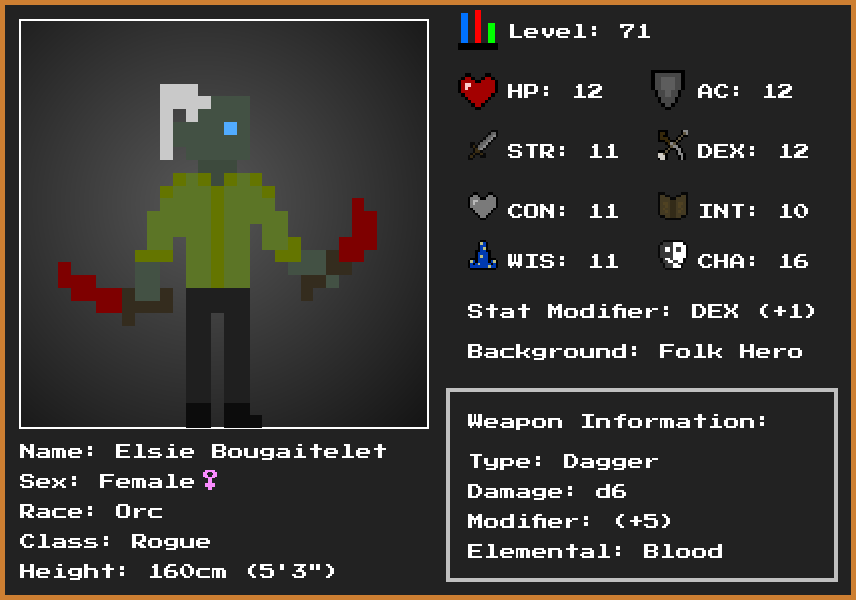 Level: 71
HP: 12 AC: 12
STR: 11 DEX: 12
CON: 11 INT: 10
WIS: 11 CHA: 16
Stat Modifier: DEX (+1)
Background: Folk Hero
Weapon Information:
Type: Dagger
Damage: d6
Modifier: (+5)
Elemental: Blood
Name: Elsie Bougaitelet
Sex: Female♀
Race: Orc
Class: Rogue
Height: 160cm (5'3")